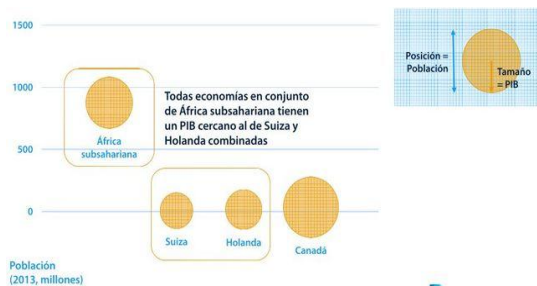 1500
1000
500
0
Todas economías en conjunto
de África subsahariana tienen
un PIB cercano al de Suiza y
Holanda combinadas
África
subsahariana
Suiza
Holanda
Canadá
Población
(2013, millones)
Posición =
Población
Tamaño
= PIB